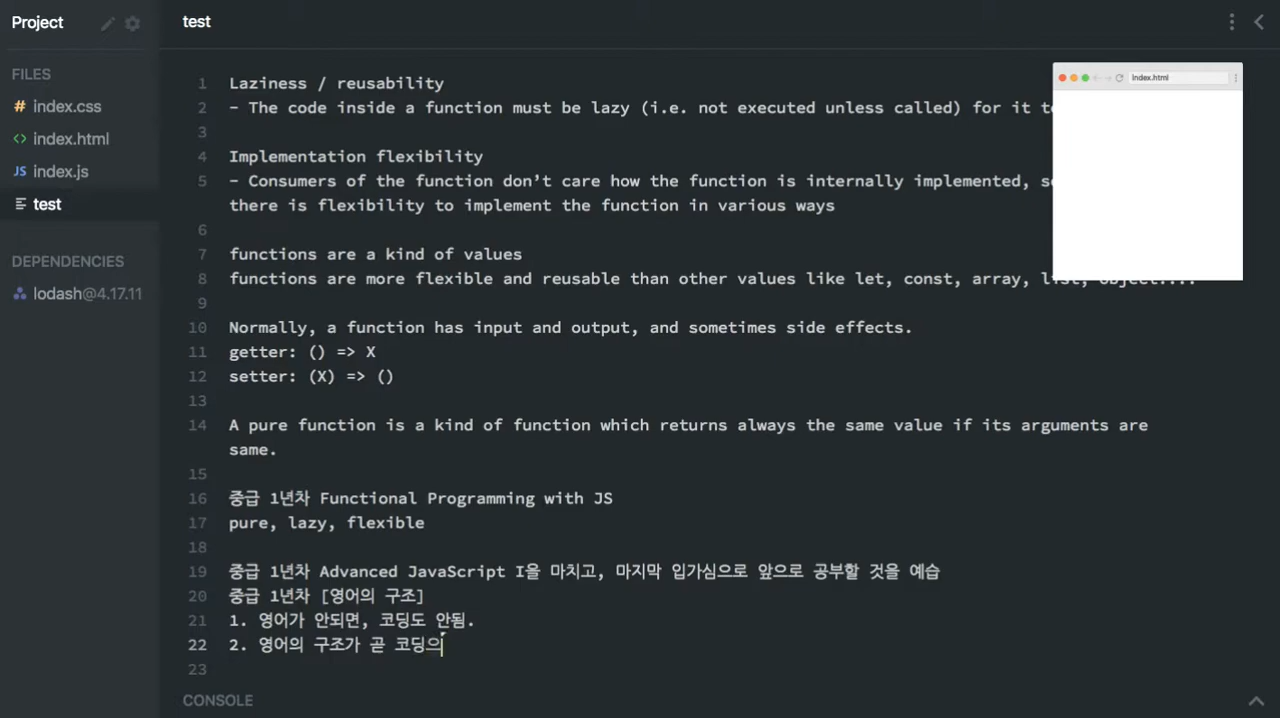 Project
test
FILES
index.css
index.html
JS index.js
test
DEPENDENCIES
lodash@4.17.11
index.html
1 Laziness / reusability
2 - The code inside a function must be lazy (i.e. not executed unless called) for it
3
4 Implementation flexibility
5 - Consumers of the function don't care how the function is internally implemented,
there is flexibility to implement the function in various ways
6
7 functions are a kind of values
8 functions are more flexible and reusable than other values like let, const, array, list, object....
9
10 Normally, a function has input and output, and sometimes side effects.
11 getter: () => X
12 setter: (X) => ()
13
14 A pure function is a kind of function which returns always the same value if its arguments are
same.
15
16 중급 1년차 Functional Programming with JS
17 pure, lazy, flexible
18
19 중급 1년차 Advanced JavaScript I을 마치고, 마지막 입가심으로 앞으로 공부할 것을 예습
20 중급 1년차 [영어의 구조]
21 1. 영어가 안되면, 코딩도 안됨.
22 2. 영어의 구조가 곧 코딩으
23
CONSOLE